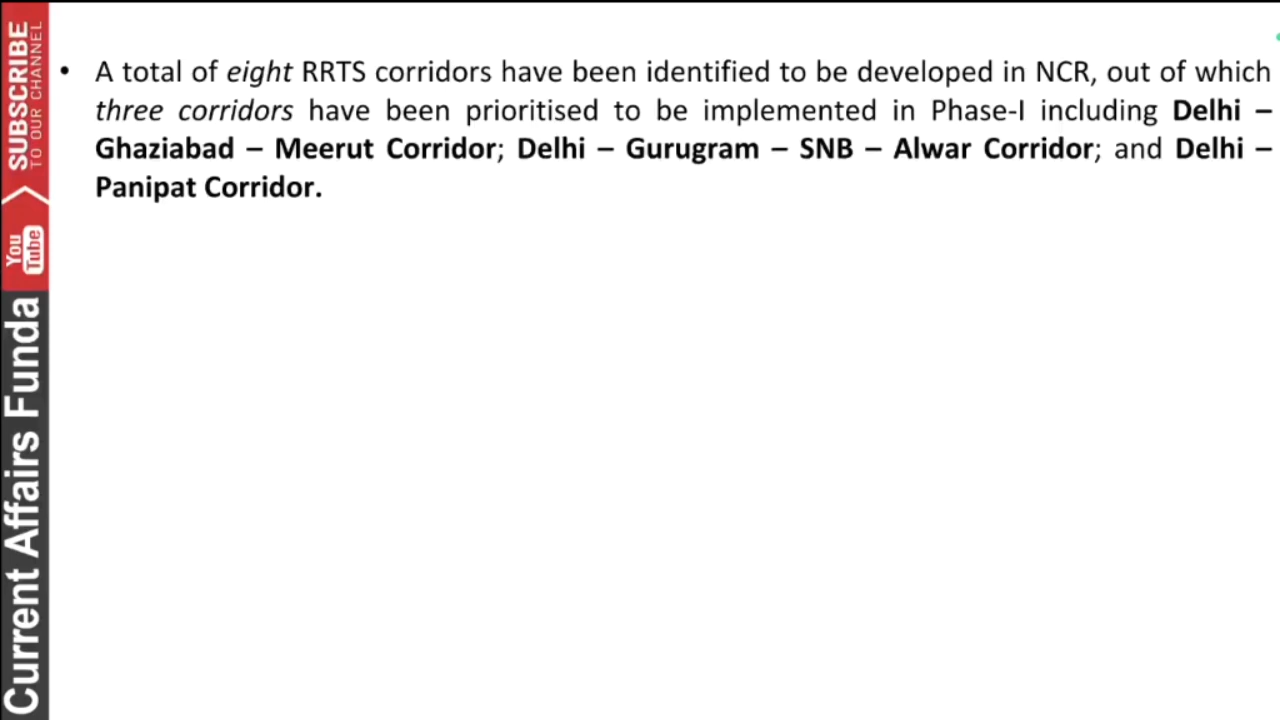 • A total of eight RRTS corridors have been identified to be developed in NCR, out of which
three corridors have been prioritised to be implemented in Phase-I including Delhi –
Ghaziabad – Meerut Corridor; Delhi – Gurugram – SNB – Alwar Corridor; and Delhi –
Panipat Corridor.
SUBSCRIBE
TO OUR CHANNEL
You
Tube
Current Affairs Funda